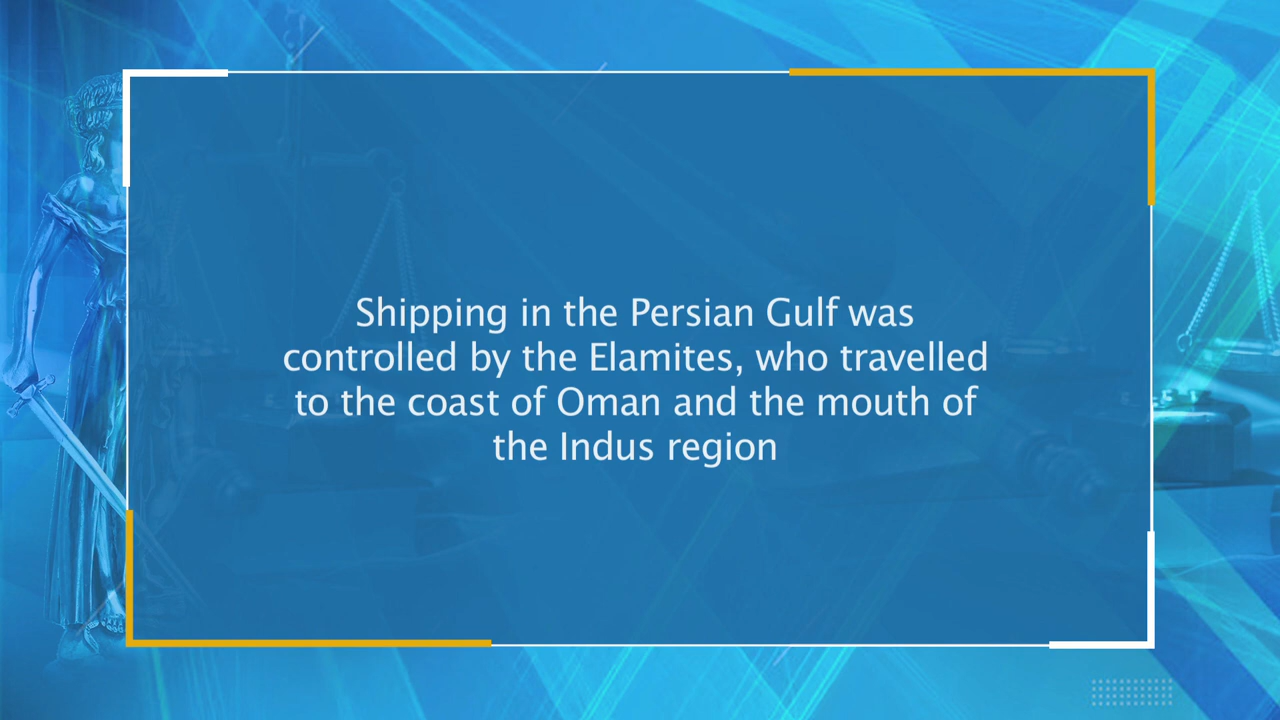 Shipping in the Persian Gulf was
controlled by the Elamites, who travelled
to the coast of Oman and the mouth of
the Indus region